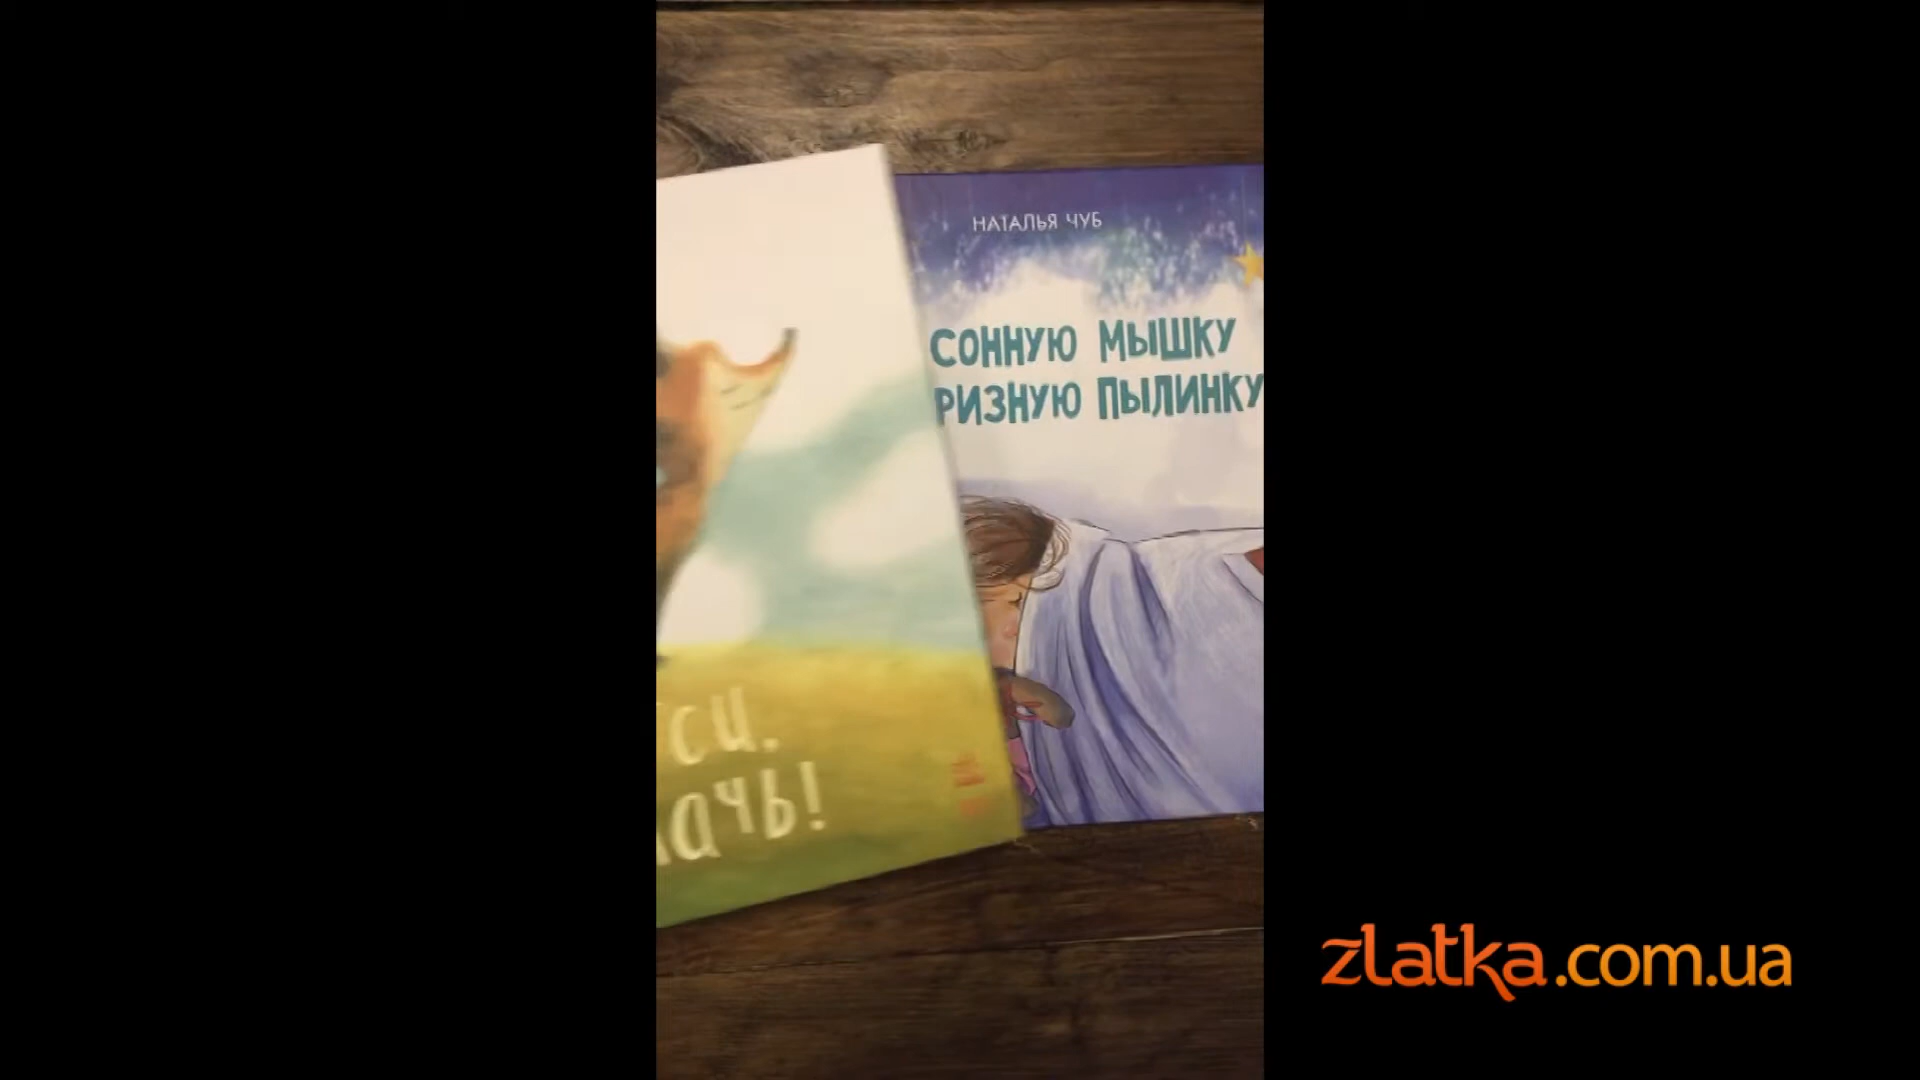 НАТАЛЬЯ ЧУБ
СОННУЮ МЫШКУ
РИЗНУЮ ПЫЛИНКУ
СИ.
АЧЬ!
zlatka.com.ua